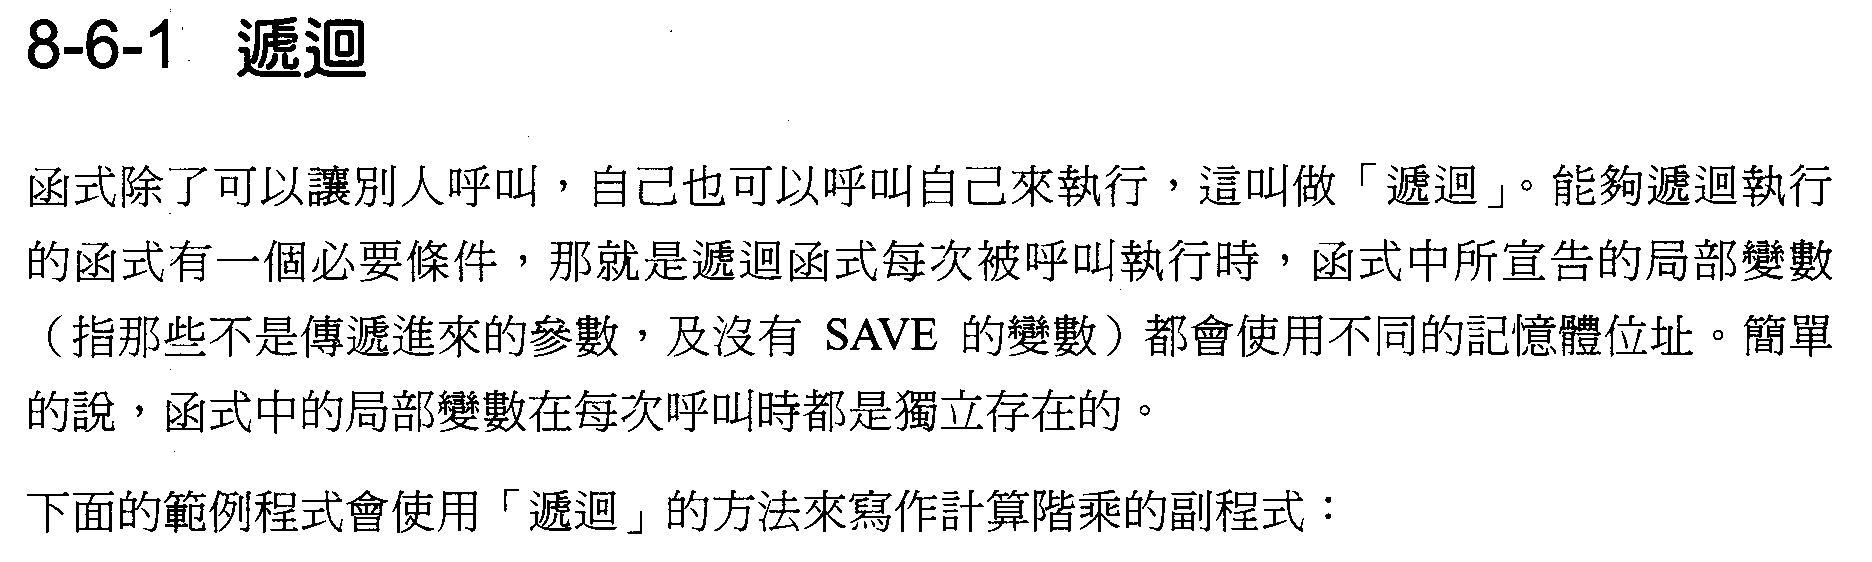 8-6-1 遞迴
函式除了可以讓別人呼叫，自己也可以呼叫自己來執行，這叫做「遞迴」。能夠遞迴執行
的函式有一個必要條件，那就是遞迴函式每次被呼叫執行時，函式中所宣告的局部變數
（指那些不是傳遞進來的參數，及沒有 SAVE 的變數）都會使用不同的記憶體位址。簡單
的說，函式中的局部變數在每次呼叫時都是獨立存在的。
下面的範例程式會使用「遞迴」的方法來寫作計算階乘的副程式：